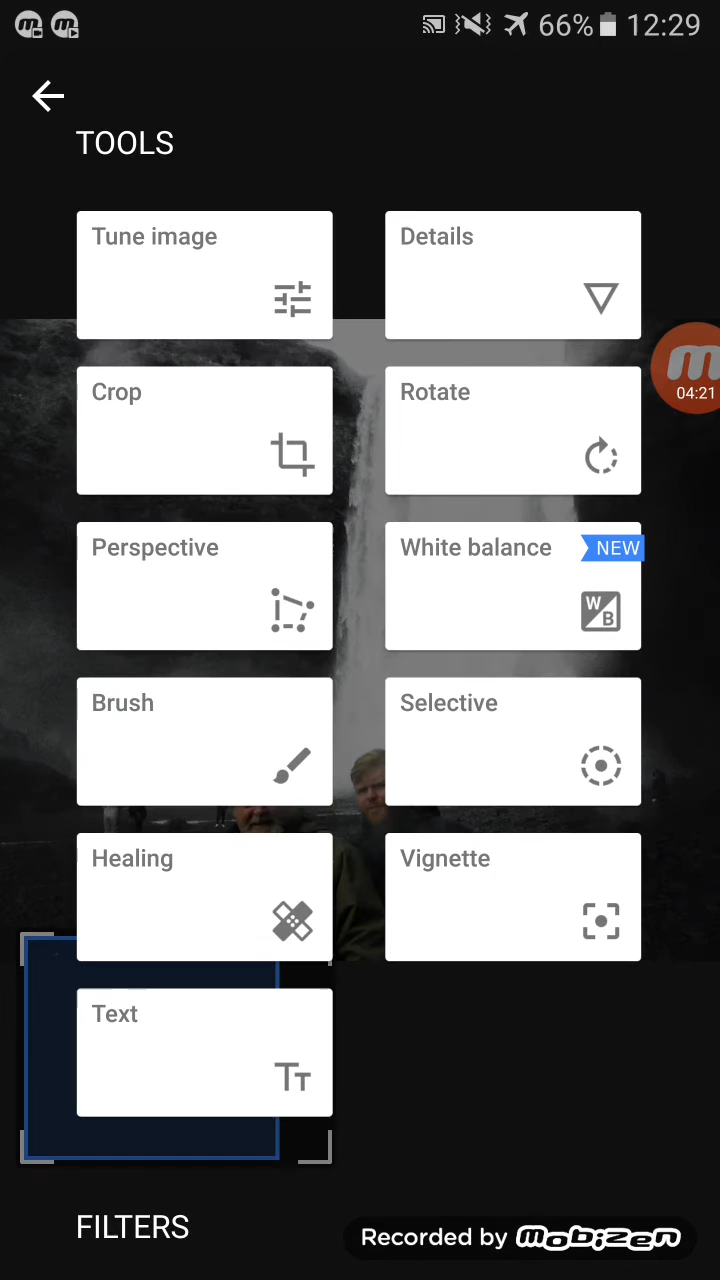 66% 12:29
TOOLS
Tune image
Details
04:21
Crop
Rotate
Perspective
White balance
NEW
W
B
Brush
Selective
Healing
Vignette
Text
TT
FILTERS
Recorded by mobizen